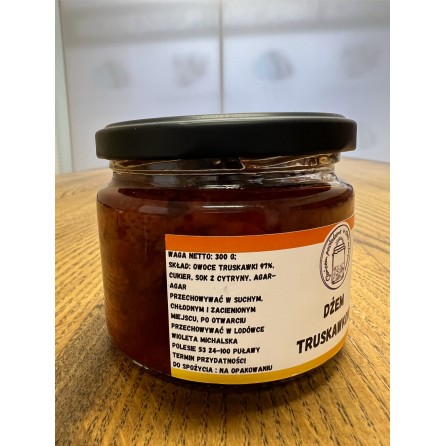 WAGA NETTO: 300 G;
SKŁAD: OWOCE TRUSKAWKI 97%,
CUKIER, SOK Z CYTRYNY, AGAR-
AGAR
PRZECHOWYWAĆ W SUCHYM,
CHŁODNYM I ZACIENIONYM
MIEJSCU, PO OTWARCIU
PRZECHOWYWAĆ W LODÓWCE
WIOLETA MICHALSKA
POLESIE 53 24-100 PUŁAWY
TERMIN PRZYDATNOŚCI
DO SPOŻYCIA : NA OPAKOWANIU
DŻEM